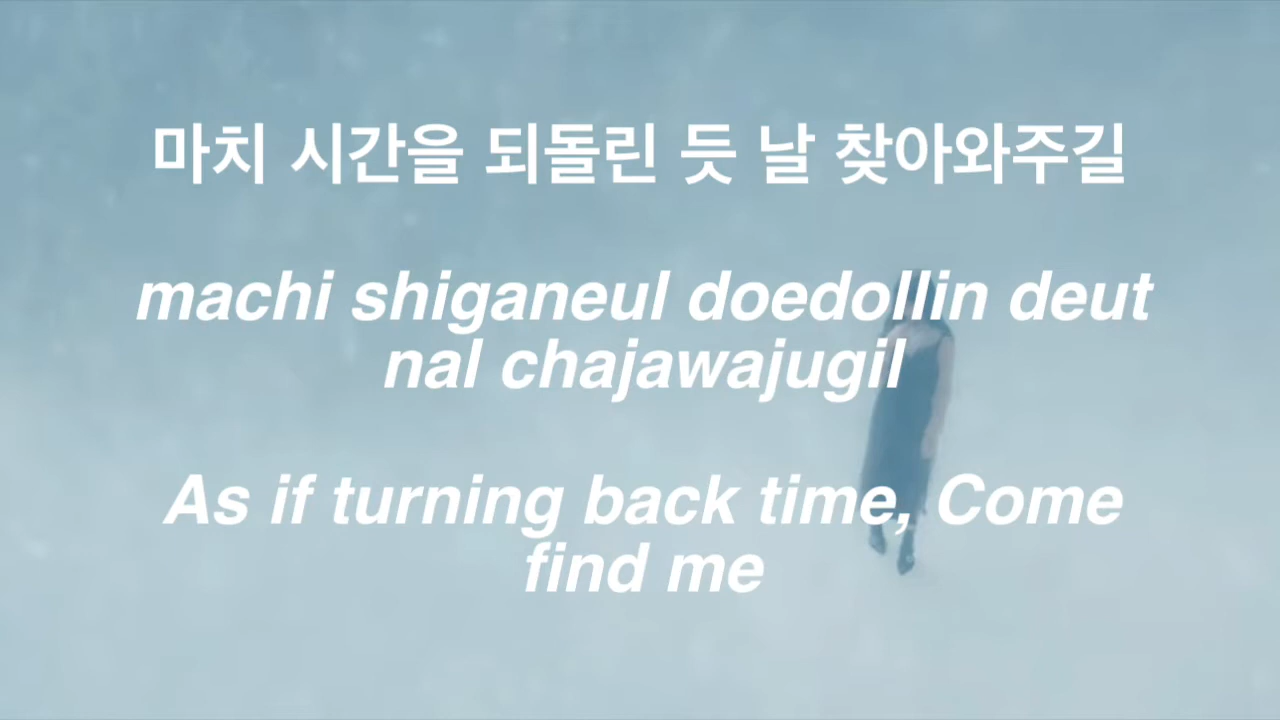 마치 시간을 되돌린 듯 날 찾아와주길
machi shiganeul doedollin deut
nal chajawajugil
As if turning back time, Come
find me